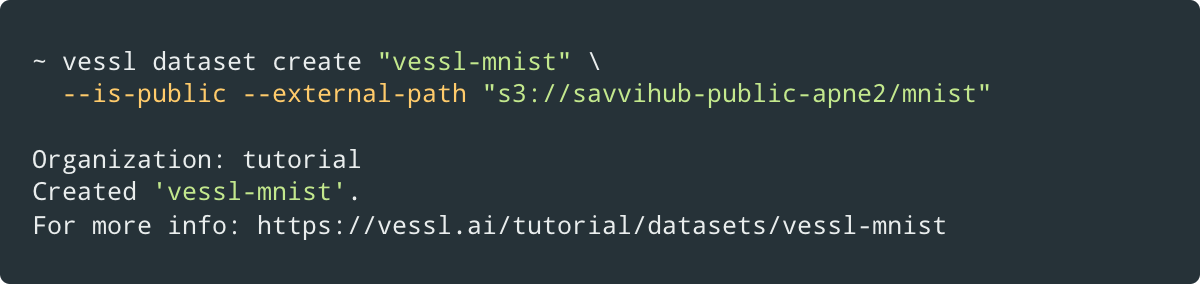 ~ vessl dataset create "vessl-mnist" \
--is-public --external-path "s3://savvihub-public-apne2/mnist"
Organization: tutorial
Created 'vessl-mnist'.
For more info: https://vessl.ai/tutorial/datasets/vessl-mnist